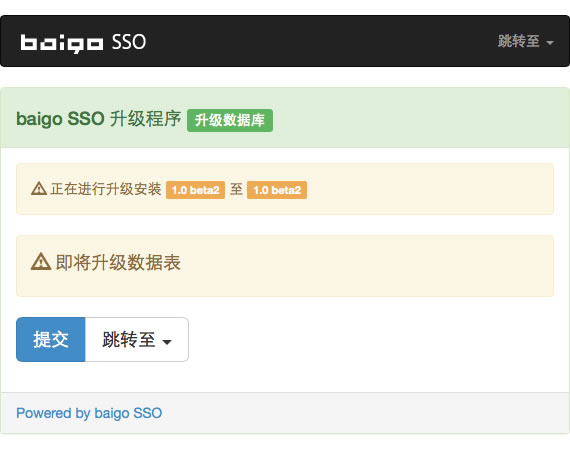 baigo SSO 跳转至
baigo SSO 升级程序 升级数据库
正在进行升级安装 1.0 beta2 至 1.0 beta2
即将升级数据表
提交 跳转至
Powered by baigo SSO